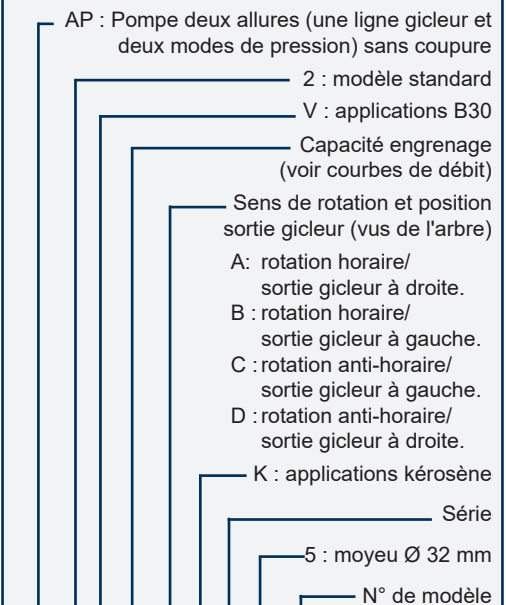 AP : Pompe deux allures (une ligne gicleur et
deux modes de pression) sans coupure
2 : modèle standard
V : applications B30
Capacité engrenage
(voir courbes de débit)
Sens de rotation et position
sortie gicleur (vus de l'arbre)
A: rotation horaire/
sortie gicleur à droite.
B : rotation horaire/
sortie gicleur à gauche.
C : rotation anti-horaire/
sortie gicleur à gauche.
D : rotation anti-horaire/
sortie gicleur à droite.
K : applications kérosène
Série
5 : moyeu Ø 32 mm
N° de modèle